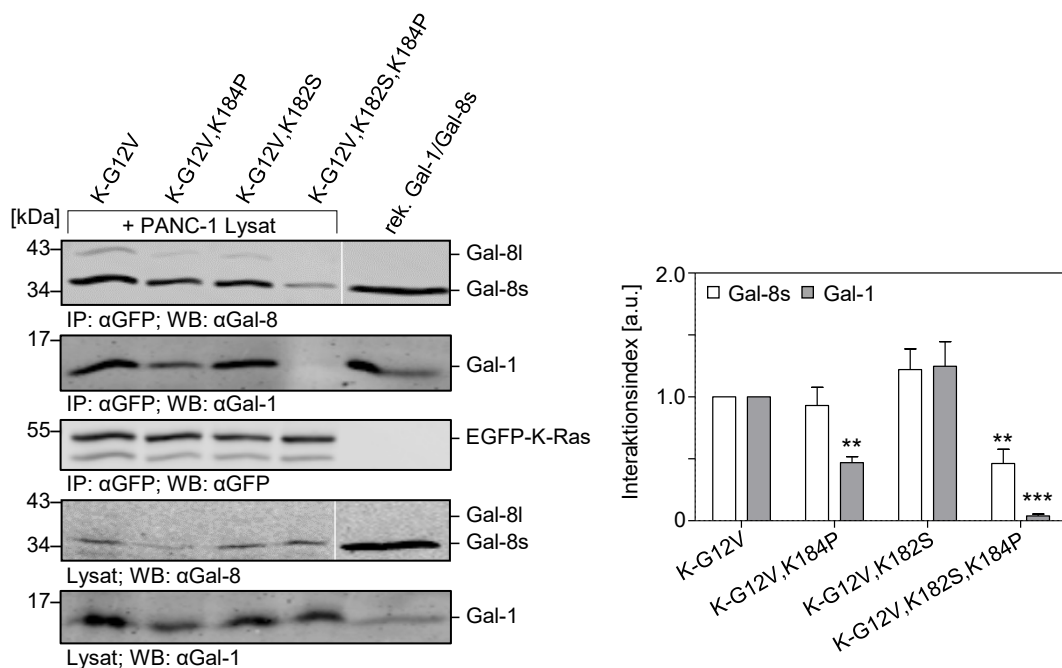 K-G12V
K-G12V,K184P
K-G12V,K182S
K-G12V,K182S,K184P
rek. Gal-1/Gal-8s
[kDa]
+ PANC-1 Lysat
43
34
Gal-8l
Gal-8s
IP: αGFP; WB: αGal-8
17
Gal-1
IP: αGFP; WB: αGal-1
55
EGFP-K-Ras
IP: αGFP; WB: αGFP
43
34
Gal-8l
Gal-8s
Lysat; WB: αGal-8
17
Gal-1
Lysat; WB: αGal-1
Interaktionsindex [a.u.]
2.0
1.0
0
Gal-8s
Gal-1
**
**
***
K-G12V
K-G12V,K184P
K-G12V,K182S
K-G12V,K182S,K184P